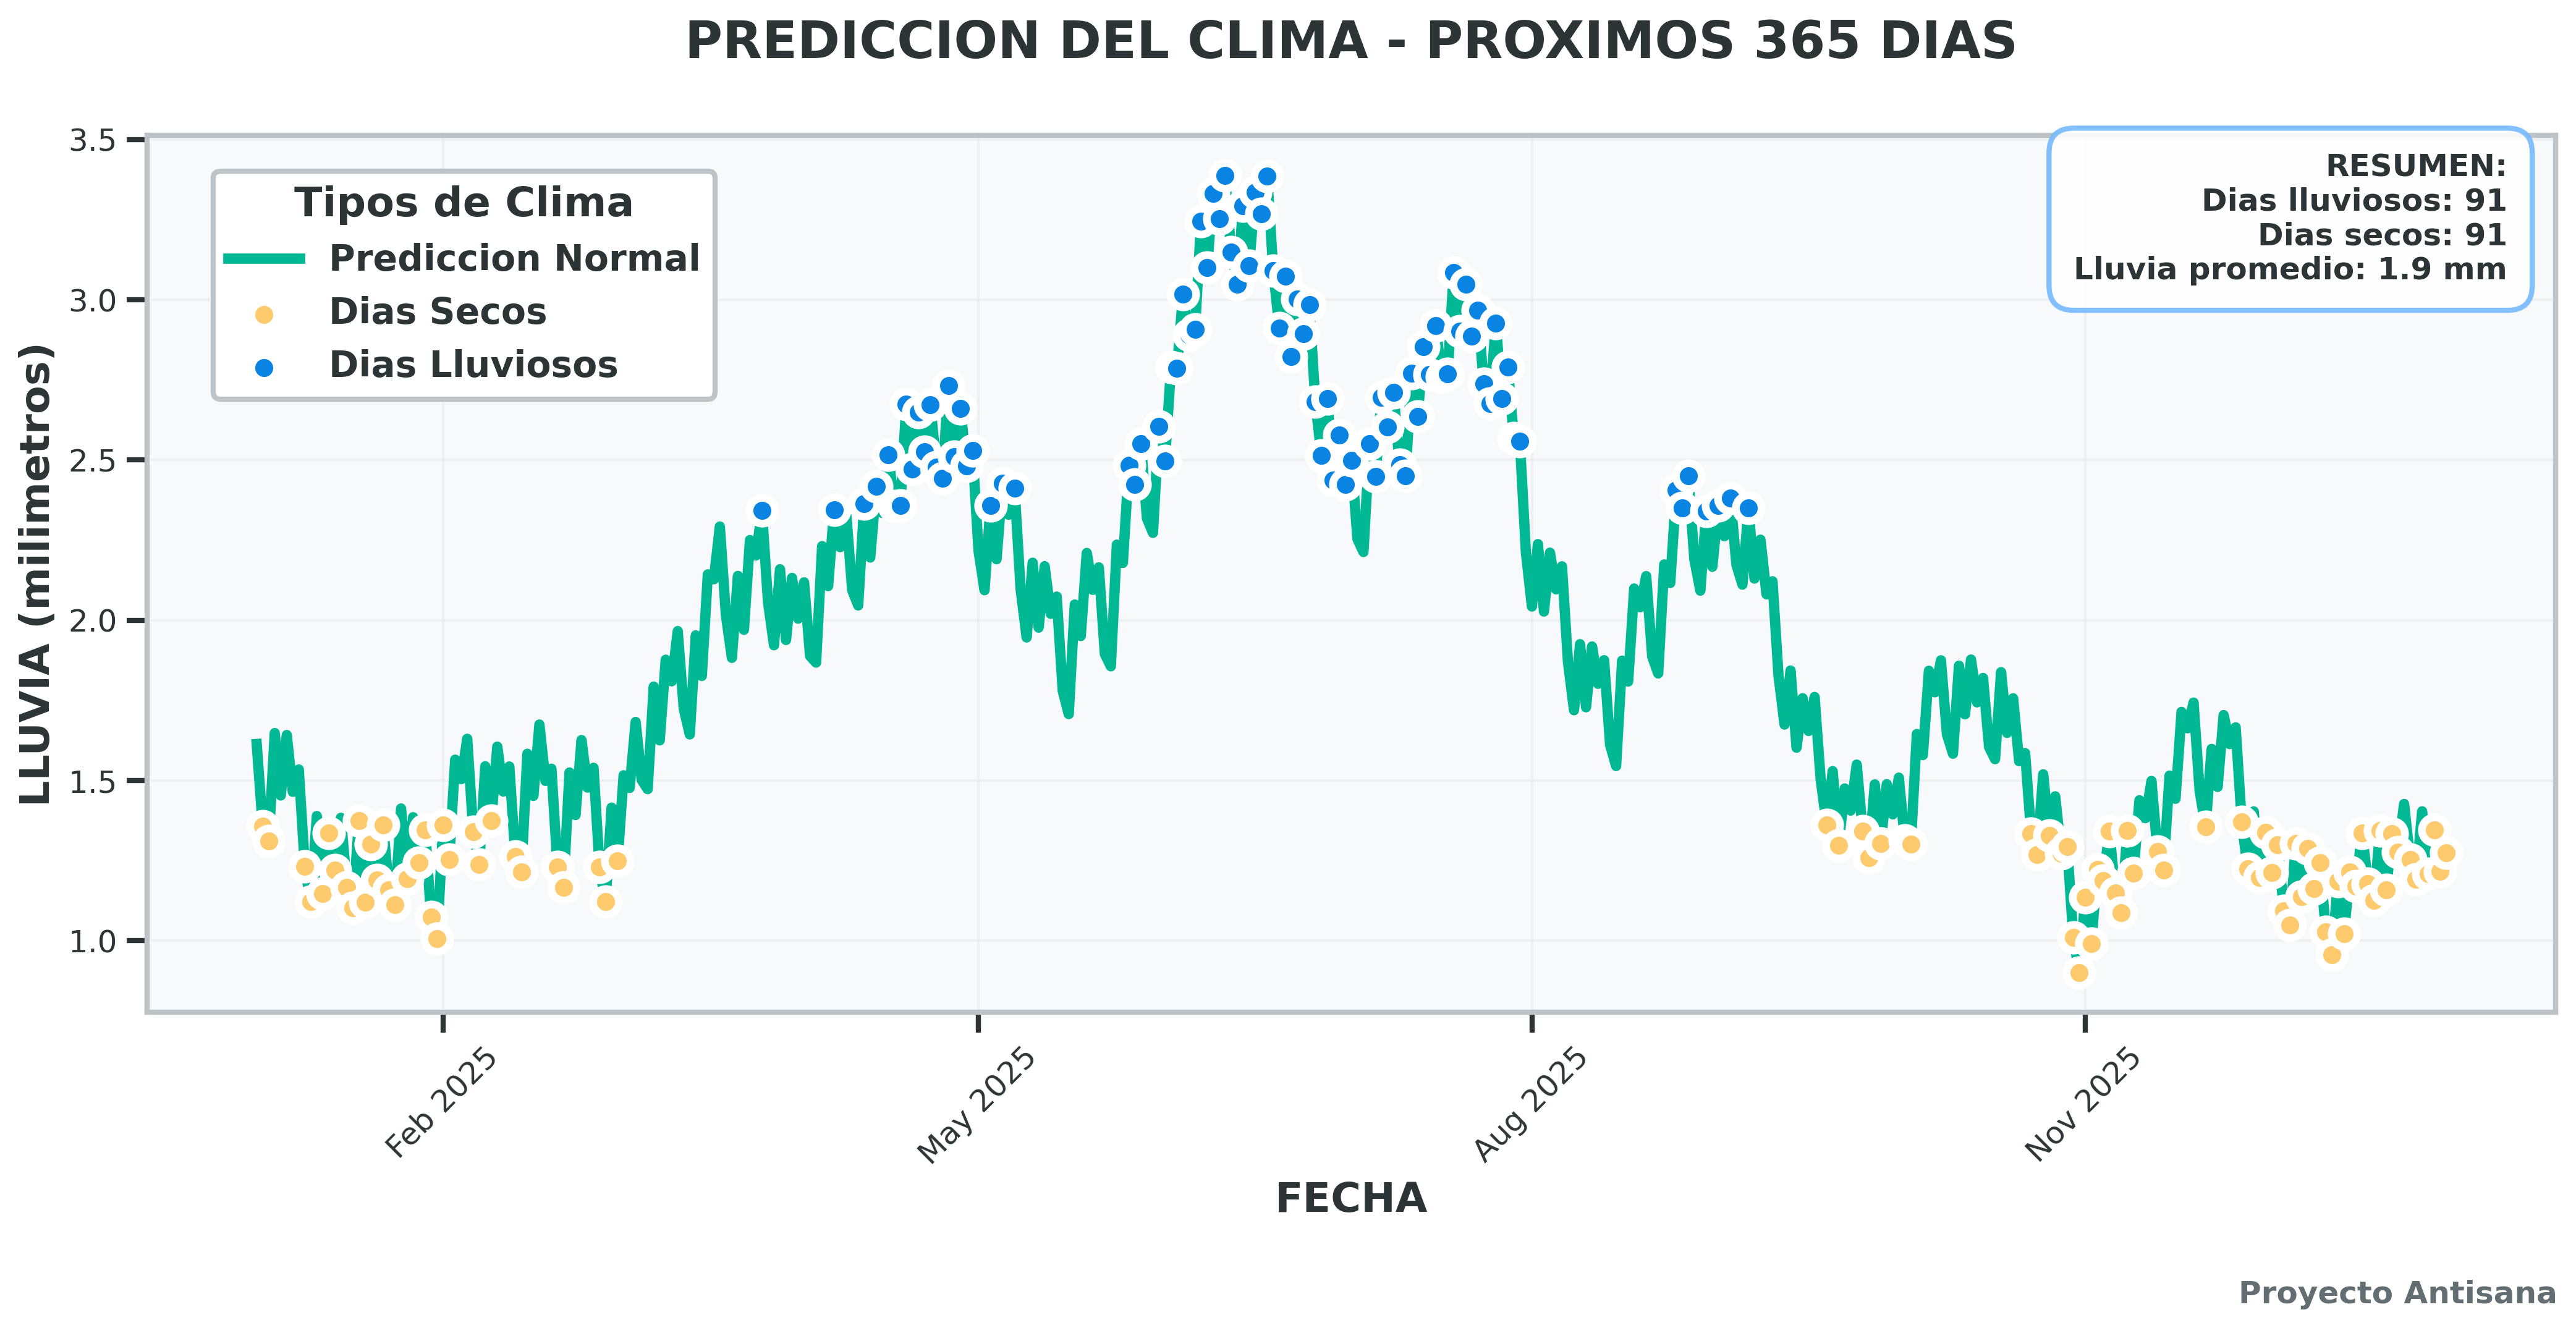 PREDICCION DEL CLIMA - PROXIMOS 365 DIAS
3.5
3.0
2.5
2.0
1.5
1.0
LLUVIA (milimetros)
Tipos de Clima
Prediccion Normal
Dias Secos
Dias Lluviosos
RESUMEN:
Dias lluviosos: 91
Dias secos: 91
Lluvia promedio: 1.9 mm
Feb 2025
May 2025
Aug 2025
Nov 2025
FECHA
Proyecto Antisana